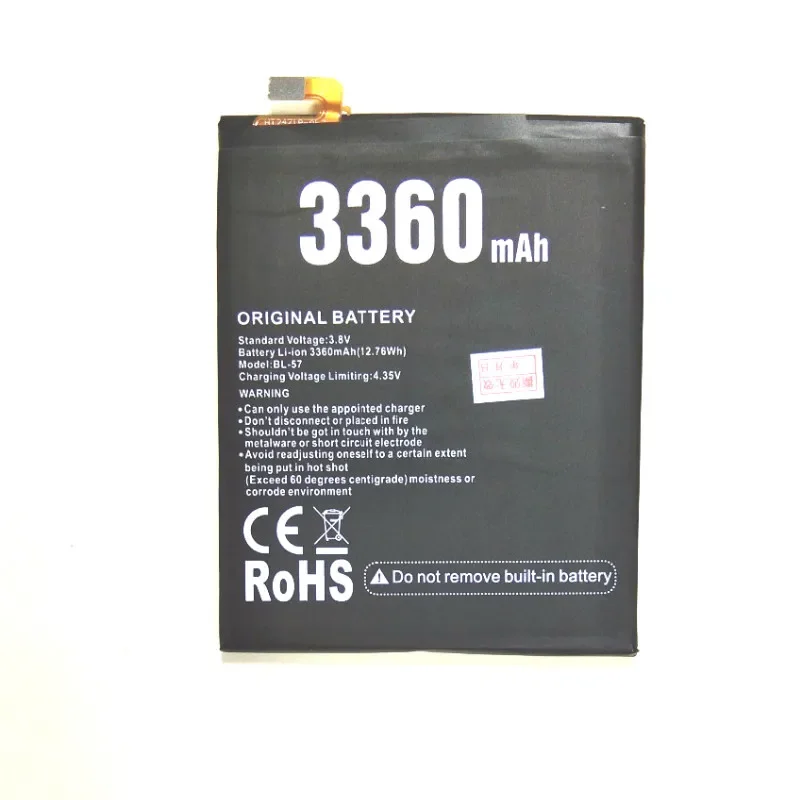 3360 mAh
ORIGINAL BATTERY
Standard Voltage:3.8V
Battery Li-ion 3360mAh(12.76Wh)
Model:BL-57
Charging Voltage Limiting:4.35V
WARNING
•Can only use the appointed charger
•Don't disconnect or placed in fire
•Shouldn't be got in touch with by the
metalware or short circuit electrode
•Avoid readjusting oneself to a certain extent
being put in hot shot
(Exceed 60 degrees centigrade) moistness or
corrode environment
CE
RoHS
Do not remove built-in battery